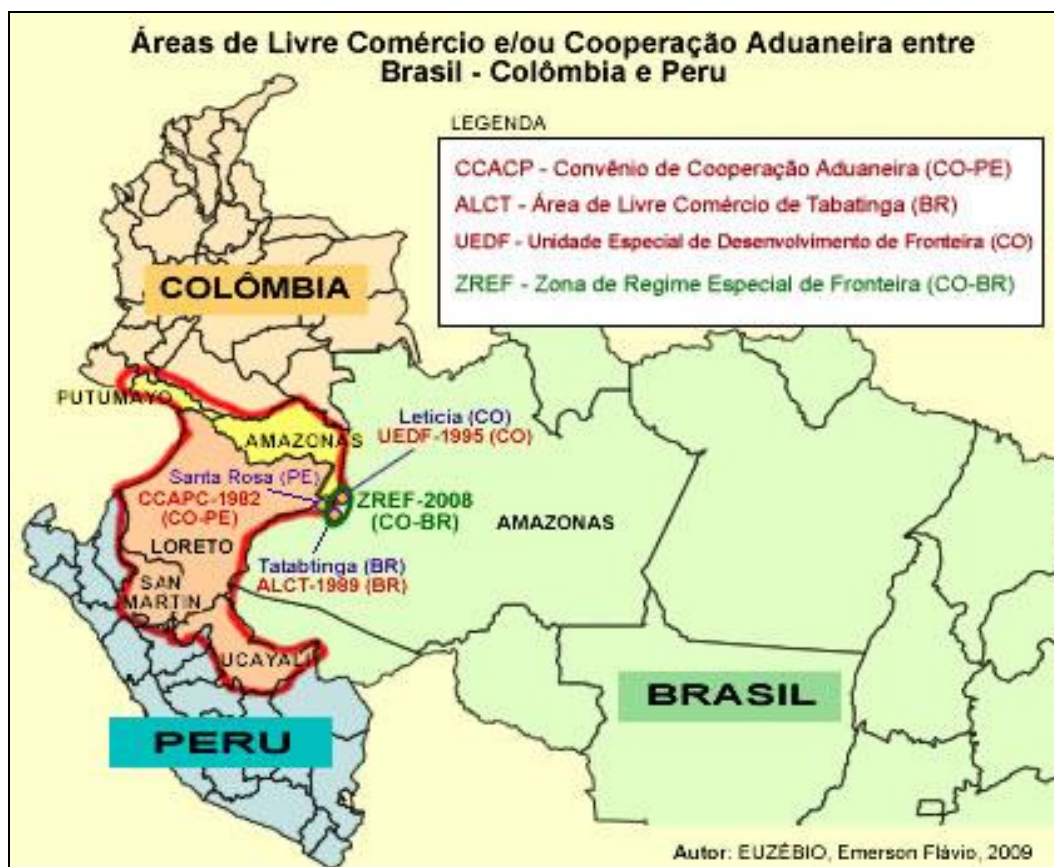 Áreas de Livre Comércio e/ou Cooperação Aduaneira entre
Brasil - Colômbia e Peru
LEGENDA
CCACP - Convênio de Cooperação Aduaneira (CO-PE)
ALCT - Área de Livre Comércio de Tabatinga (BR)
UEDF - Unidade Especial de Desenvolvimento de Fronteira (CO)
ZREF - Zona de Regime Especial de Fronteira (CO-BR)
COLÔMBIA
PUTUMAYO
AMAZONAS
Leticia (CO)
UEDF-1995 (CO)
Santa Rosa (PE)
CCAPC-1982
(CO-PE)
ZREF-2008
(CO-BR)
AMAZONAS
LORETO
Tatabtinga (BR)
ALCT-1989 (BR)
SAN
MARTIN
UCAYALI
BRASIL
PERU
Autor: EUZÉBIO, Emerson Flávio, 2009